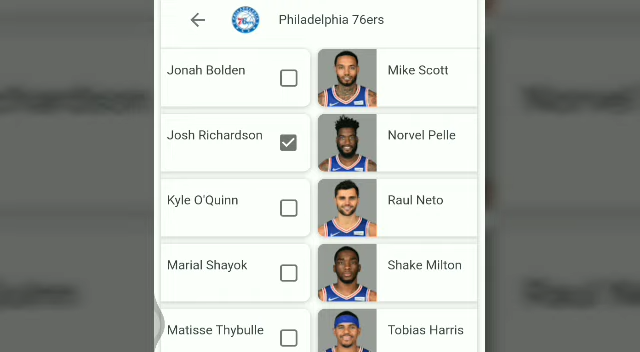 Philadelphia 76ers
Jonah Bolden
Mike Scott
Josh Richardson
Norvel Pelle
Kyle O'Quinn
Raul Neto
Marial Shayok
Shake Milton
Matisse Thybulle
Tobias Harris